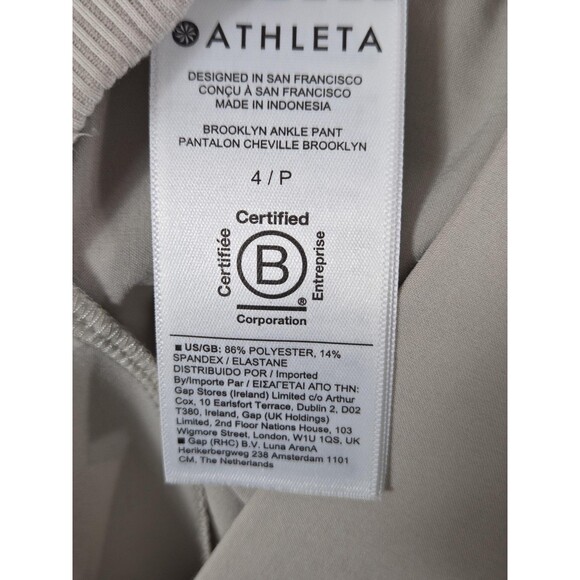 ATHLETA
DESIGNED IN SAN FRANCISCO
CONÇU À SAN FRANCISCO
MADE IN INDONESIA
BROOKLYN ANKLE PANT
PANTALON CHEVILLE BROOKLYN
4 / P
Certified
Certifiée
B
Entreprise
®
Corporation
■ US/GB: 86% POLYESTER, 14%
SPANDEX / ELASTANE
DISTRIBUIDO POR / Imported
By/Importe Par / ΕΙΣΑΓΕΤΑΙ ΑΠΟ ΤΗΝ:
Gap Stores (Ireland) Limited c/o Arthur
Cox, 10 Earlsfort Terrace, Dublin 2, D02
T380, Ireland, Gap (UK Holdings)
Limited, 2nd Floor Nations House, 103
Wigmore Street, London, W1U 1QS, UK
■ Gap (RHC) B.V. Luna ArenA
Herikerbergweg 238 Amsterdam 1101
CM, The Netherlands